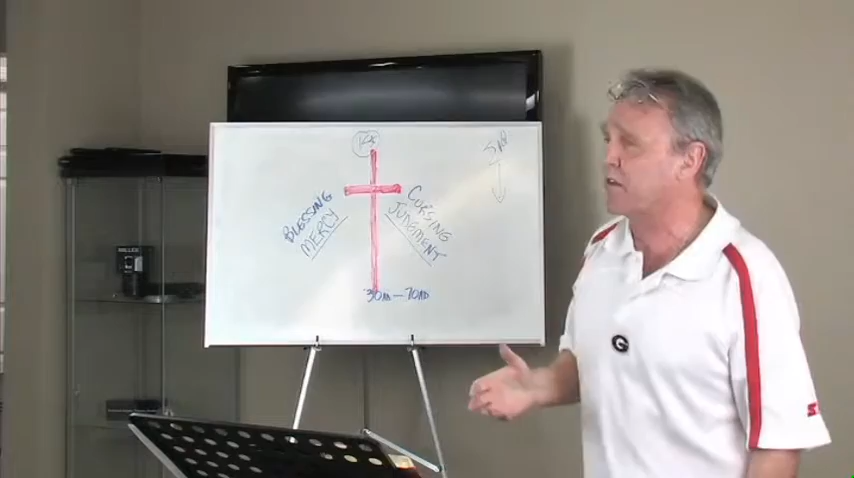 BLESSING
MERCY
CURSING
JUDGMENT
30AD — 70AD
G